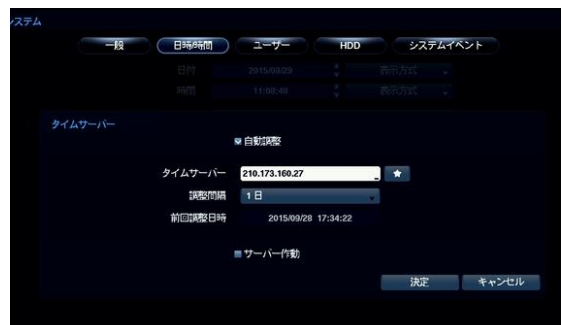 システム
一般 日時/時間 ユーザー HDD システムイベント
日付 2015/09/29 表示方式
時間 11:08:48 表示方式
タイムサーバー
自動調整
タイムサーバー 210.173.160.27
調整間隔 1 日
前回調整日時 2015/09/28 17:34:22
サーバー作動
決定 キャンセル